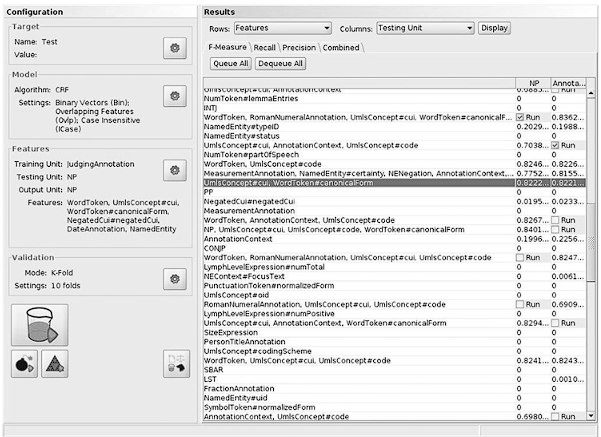 Configuration
Target
Name: Test
Value:
Model
Algorithm: CRF
Settings: Binary Vectors (Bin);
Overlapping Features
(Ovlp); Case Insensitive
(ICase)
Features
Training Unit: JudgingAnnotation
Testing Unit: NP
Output Unit: NP
Features: WordToken, UmlsConcept#cui,
WordToken#canonicalForm,
NegatedCui#negatedCui,
DateAnnotation, NamedEntity
Validation
Mode: K-Fold
Settings: 10 folds
Results
Rows: Features Columns: Testing Unit Display
F-Measure Recall Precision Combined
Queue All Dequeue All
NP Annota...
UmlsConcept#cui, AnnotationContext 0.6885... Run
NumToken#lemmaEntries 0 0
INTJ 0 0
WordToken, RomanNumeralAnnotation, UmlsConcept#cui, WordToken#canonicalF... Run 0.8362...
NamedEntity#typeID 0.2029... 0.1988...
NamedEntity#status 0 0
UmlsConcept#cui, AnnotationContext, UmlsConcept#code 0.7038... Run
NumToken#partOfSpeech 0 0
WordToken, UmlsConcept#code 0.8246... 0.8226...
MeasurementAnnotation, NamedEntity#certainty, NENegation, AnnotationContext,... 0.7752... 0.8155...
UmlsConcept#cui, WordToken#canonicalForm 0.8222... 0.8221...
PP 0 0
NegatedCui#negatedCui 0.0195... 0.0233...
MeasurementAnnotation 0 0
WordToken, AnnotationContext, UmlsConcept#code 0.8267... Run
NP, UmlsConcept#cui, UmlsConcept#code, WordToken#canonicalForm 0.8401... Run
AnnotationContext 0.1996... 0.2256...
CONJP 0 0
WordToken, RomanNumeralAnnotation, UmlsConcept#cui, UmlsConcept#code Run 0.8247...
LymphLevelExpression#numTotal 0 0
NEContext#FocusText 0 0.0061...
PunctuationToken#normalizedForm 0 0
UmlsConcept#oid 0 0
RomanNumeralAnnotation, UmlsConcept#cui, UmlsConcept#code Run 0.6909...
LymphLevelExpression#numPositive 0 0
UmlsConcept#cui, AnnotationContext, WordToken#canonicalForm 0.8294... Run
SizeExpression 0 0
PersonTitleAnnotation 0 0
UmlsConcept#codingScheme 0 0
WordToken, UmlsConcept#cui, UmlsConcept#code 0.8241... 0.8243...
SBAR 0 0
LST 0 0.0010...
FractionAnnotation 0 0
NamedEntity#uid 0 0
SymbolToken#normalizedForm 0 0
AnnotationContext, UmlsConcept#code 0.6980... Run